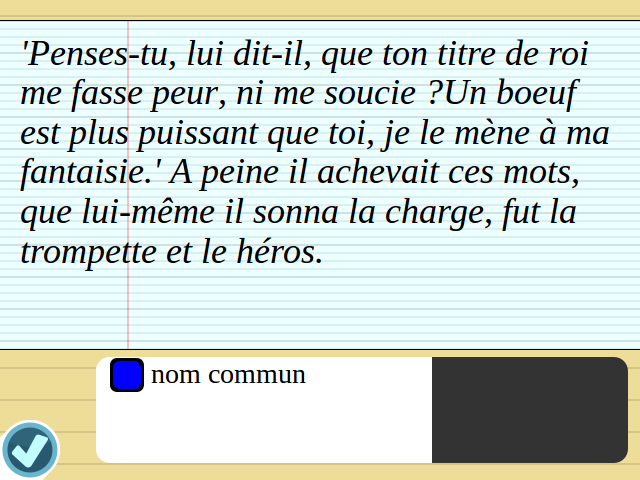 'Penses-tu, lui dit-il, que ton titre de roi
me fasse peur, ni me soucie ?Un boeuf
est plus puissant que toi, je le mène à ma
fantaisie.' A peine il achevait ces mots,
que lui-même il sonna la charge, fut la
trompette et le héros.
nom commun